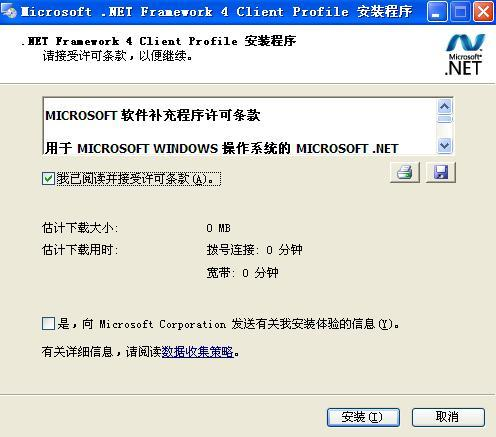 Microsoft .NET Framework 4 Client Profile 安装程序
.NET Framework 4 Client Profile 安装程序
请接受许可条款，以便继续。
Microsoft
.NET
MICROSOFT 软件补充程序许可条款
用于 MICROSOFT WINDOWS 操作系统的 MICROSOFT .NET
我已阅读并接受许可条款(A)。
估计下载大小: 0 MB
估计下载用时: 拨号连接: 0 分钟
宽带: 0 分钟
是，向 Microsoft Corporation 发送有关我安装体验的信息(Y)。
有关详细信息，请阅读数据收集策略。
安装(I) 取消